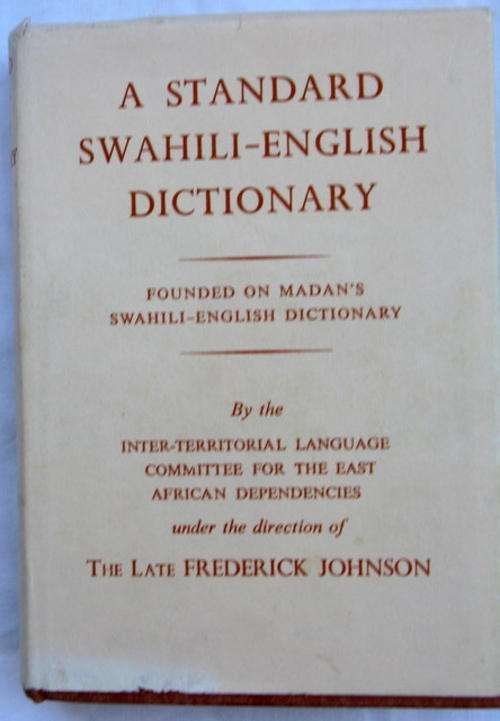 A STANDARD
SWAHILI-ENGLISH
DICTIONARY
FOUNDED ON MADAN'S
SWAHILI-ENGLISH DICTIONARY
By the
INTER-TERRITORIAL LANGUAGE
COMMITTEE FOR THE EAST
AFRICAN DEPENDENCIES
under the direction of
THE LATE FREDERICK JOHNSON